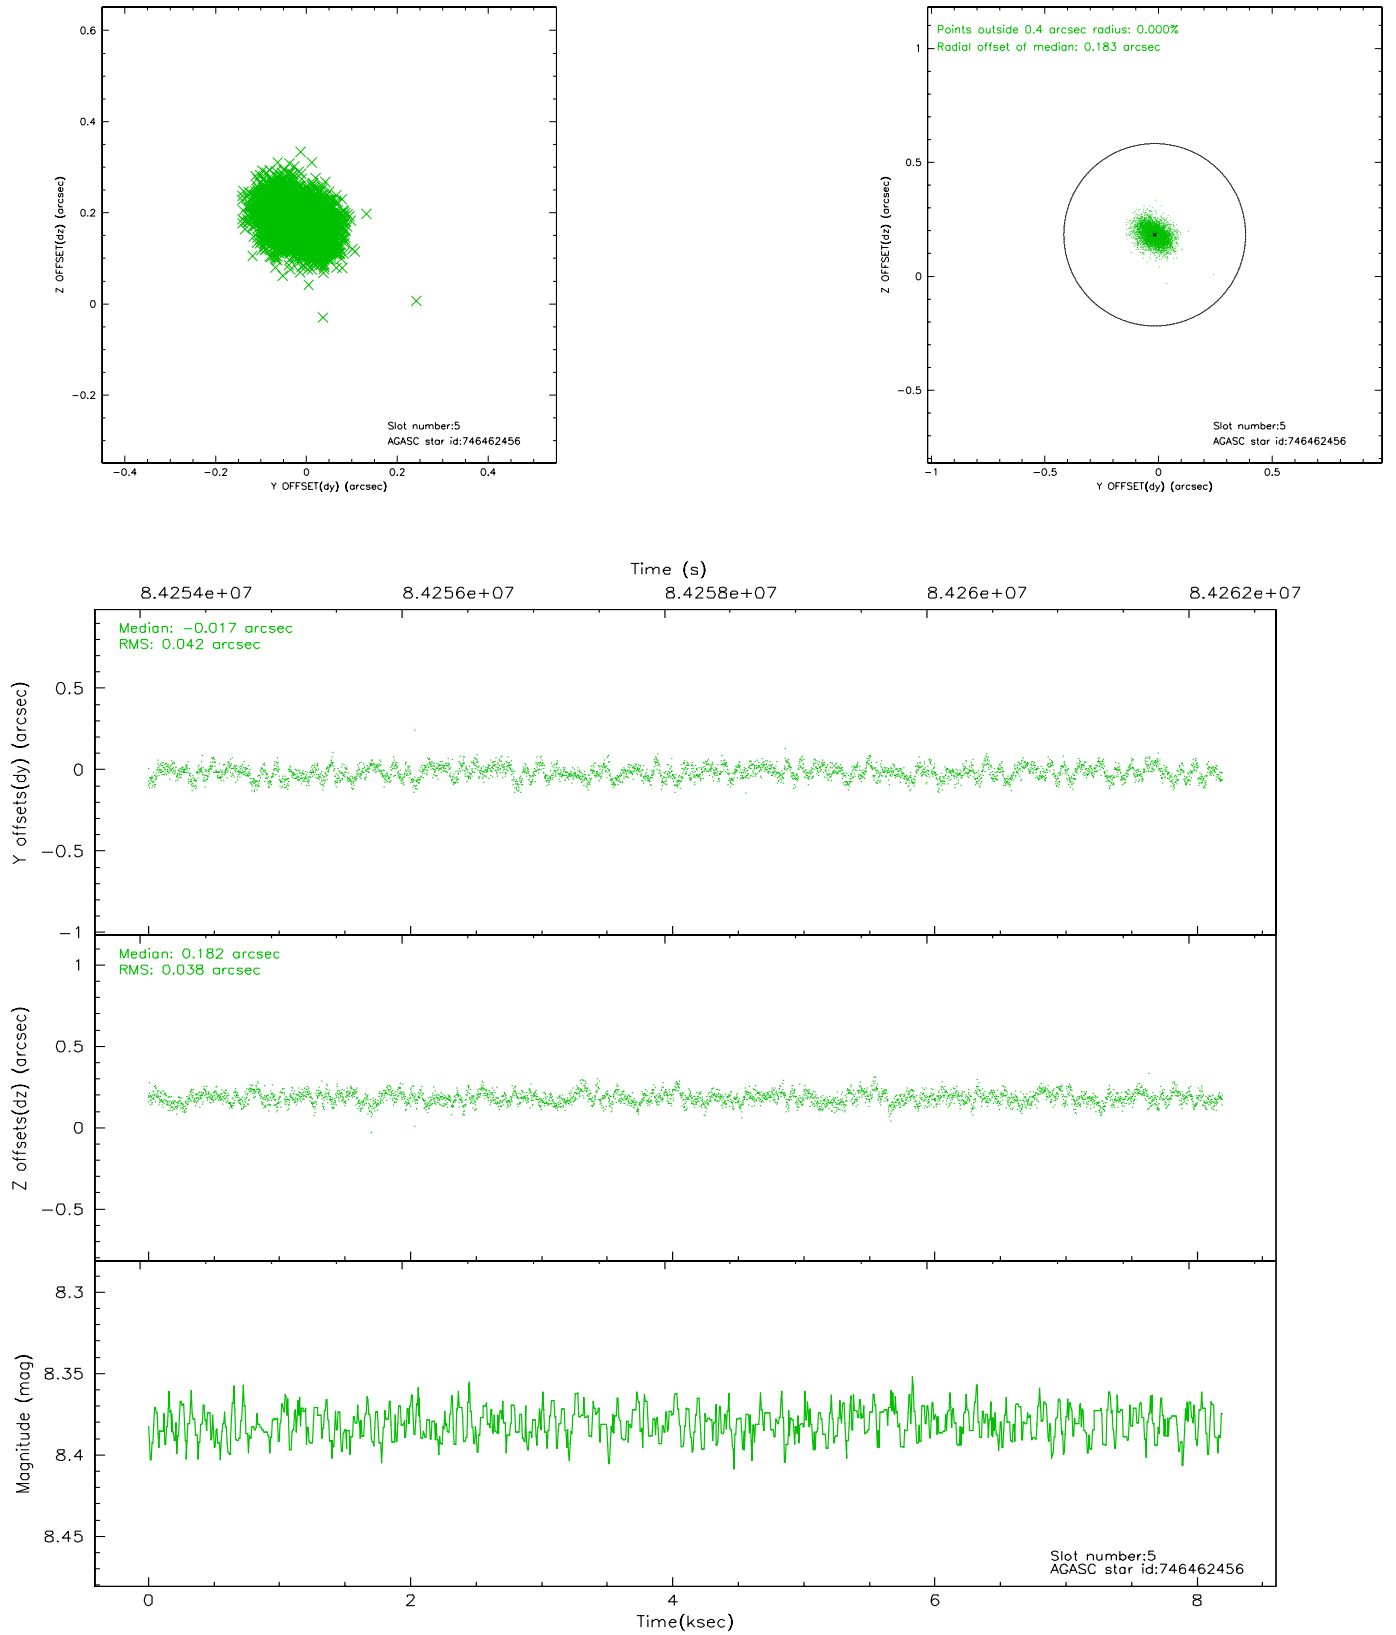 0.6
0.4
0.2
0
−0.2
Z OFFSET(dz) (arcsec)
Slot number:5
AGASC star id:746462456
−0.4 −0.2 0 0.2 0.4
Y OFFSET(dy) (arcsec)
Points outside 0.4 arcsec radius: 0.000%
Radial offset of median: 0.183 arcsec
1
0.5
0
−0.5
Z OFFSET(dz) (arcsec)
Slot number:5
AGASC star id:746462456
−1 −0.5 0 0.5
Y OFFSET(dy) (arcsec)
Time (s)
8.4254e+07 8.4256e+07 8.4258e+07 8.426e+07 8.4262e+07
Median: −0.017 arcsec
RMS: 0.042 arcsec
0.5
0
−0.5
−1
Y offsets(dy) (arcsec)
Median: 0.182 arcsec
RMS: 0.038 arcsec
1
0.5
0
−0.5
Z offsets(dz) (arcsec)
8.3
8.35
8.4
8.45
Magnitude (mag)
Slot number:5
AGASC star id:746462456
0 2 4 6 8
Time(ksec)